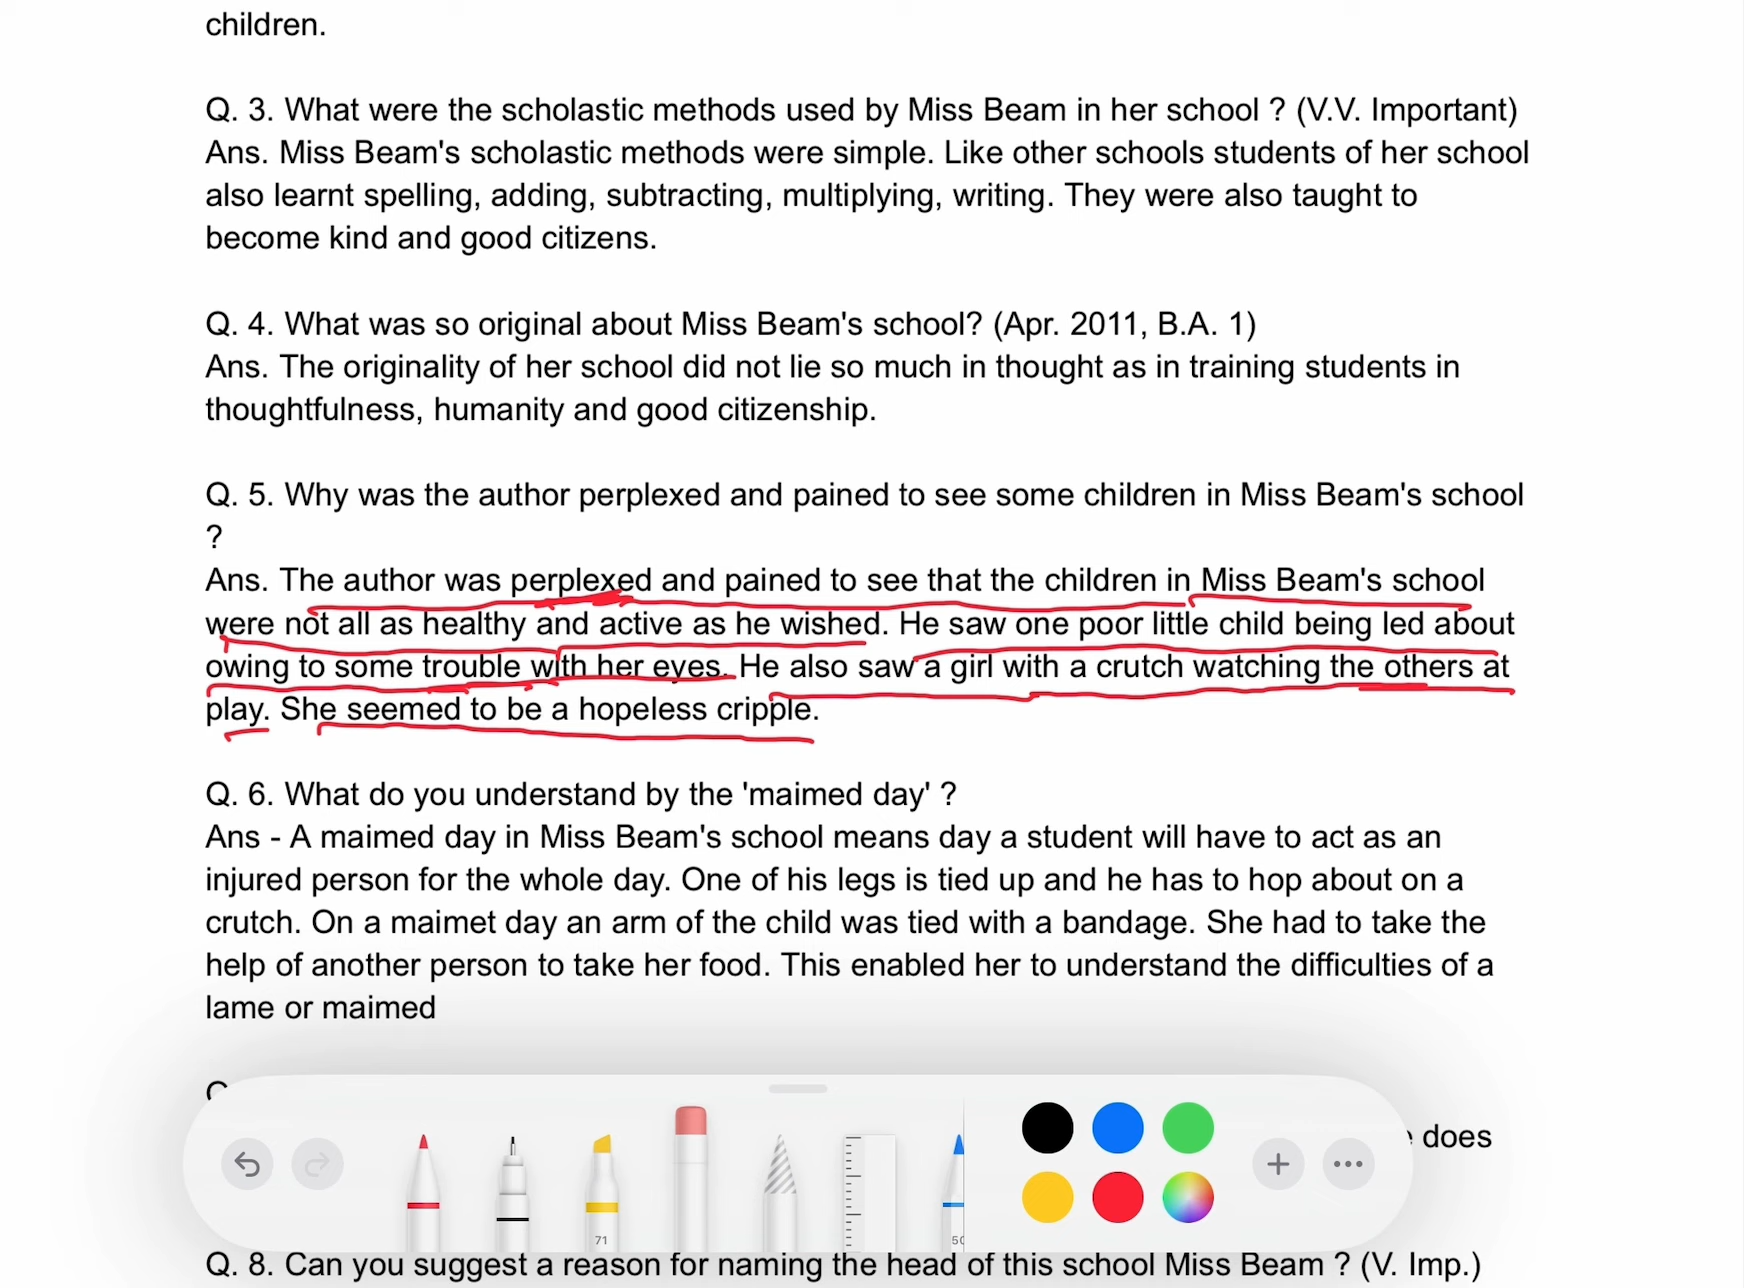 children.
Q. 3. What were the scholastic methods used by Miss Beam in her school ? (V.V. Important)
Ans. Miss Beam's scholastic methods were simple. Like other schools students of her school
also learnt spelling, adding, subtracting, multiplying, writing. They were also taught to
become kind and good citizens.
Q. 4. What was so original about Miss Beam's school? (Apr. 2011, B.A. 1)
Ans. The originality of her school did not lie so much in thought as in training students in
thoughtfulness, humanity and good citizenship.
Q. 5. Why was the author perplexed and pained to see some children in Miss Beam's school
?
Ans. The author was perplexed and pained to see that the children in Miss Beam's school
were not all as healthy and active as he wished. He saw one poor little child being led about
owing to some trouble with her eyes. He also saw a girl with a crutch watching the others at
play. She seemed to be a hopeless cripple.
Q. 6. What do you understand by the 'maimed day' ?
Ans - A maimed day in Miss Beam's school means day a student will have to act as an
injured person for the whole day. One of his legs is tied up and he has to hop about on a
crutch. On a maimet day an arm of the child was tied with a bandage. She had to take the
help of another person to take her food. This enabled her to understand the difficulties of a
lame or maimed
does
71
50
Q. 8. Can you suggest a reason for naming the head of this school Miss Beam ? (V. Imp.)